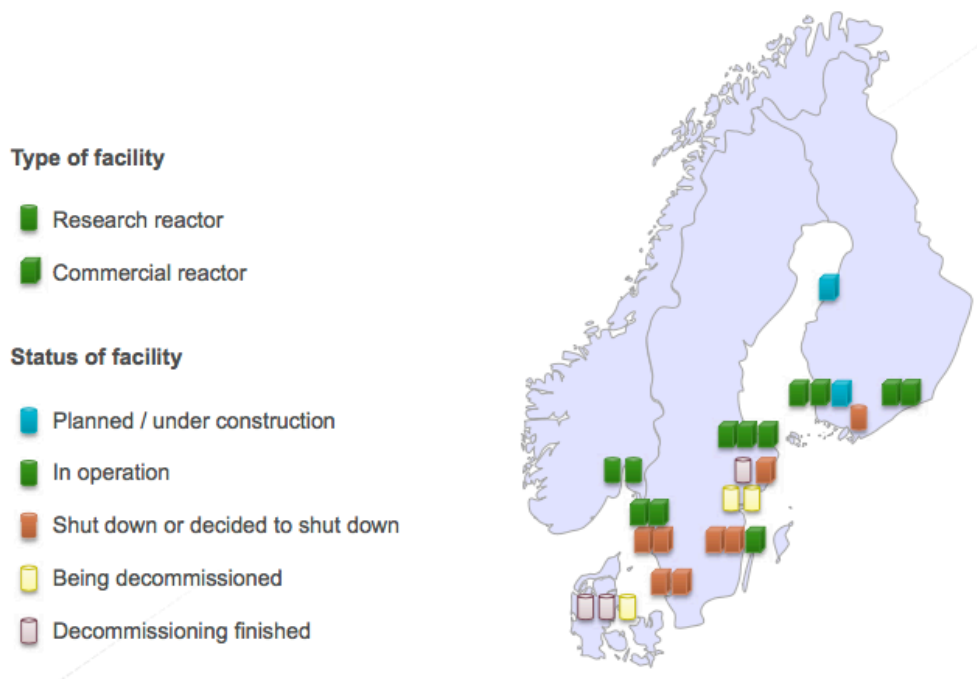 Type of facility
Research reactor
Commercial reactor
Status of facility
Planned / under construction
In operation
Shut down or decided to shut down
Being decommissioned
Decommissioning finished